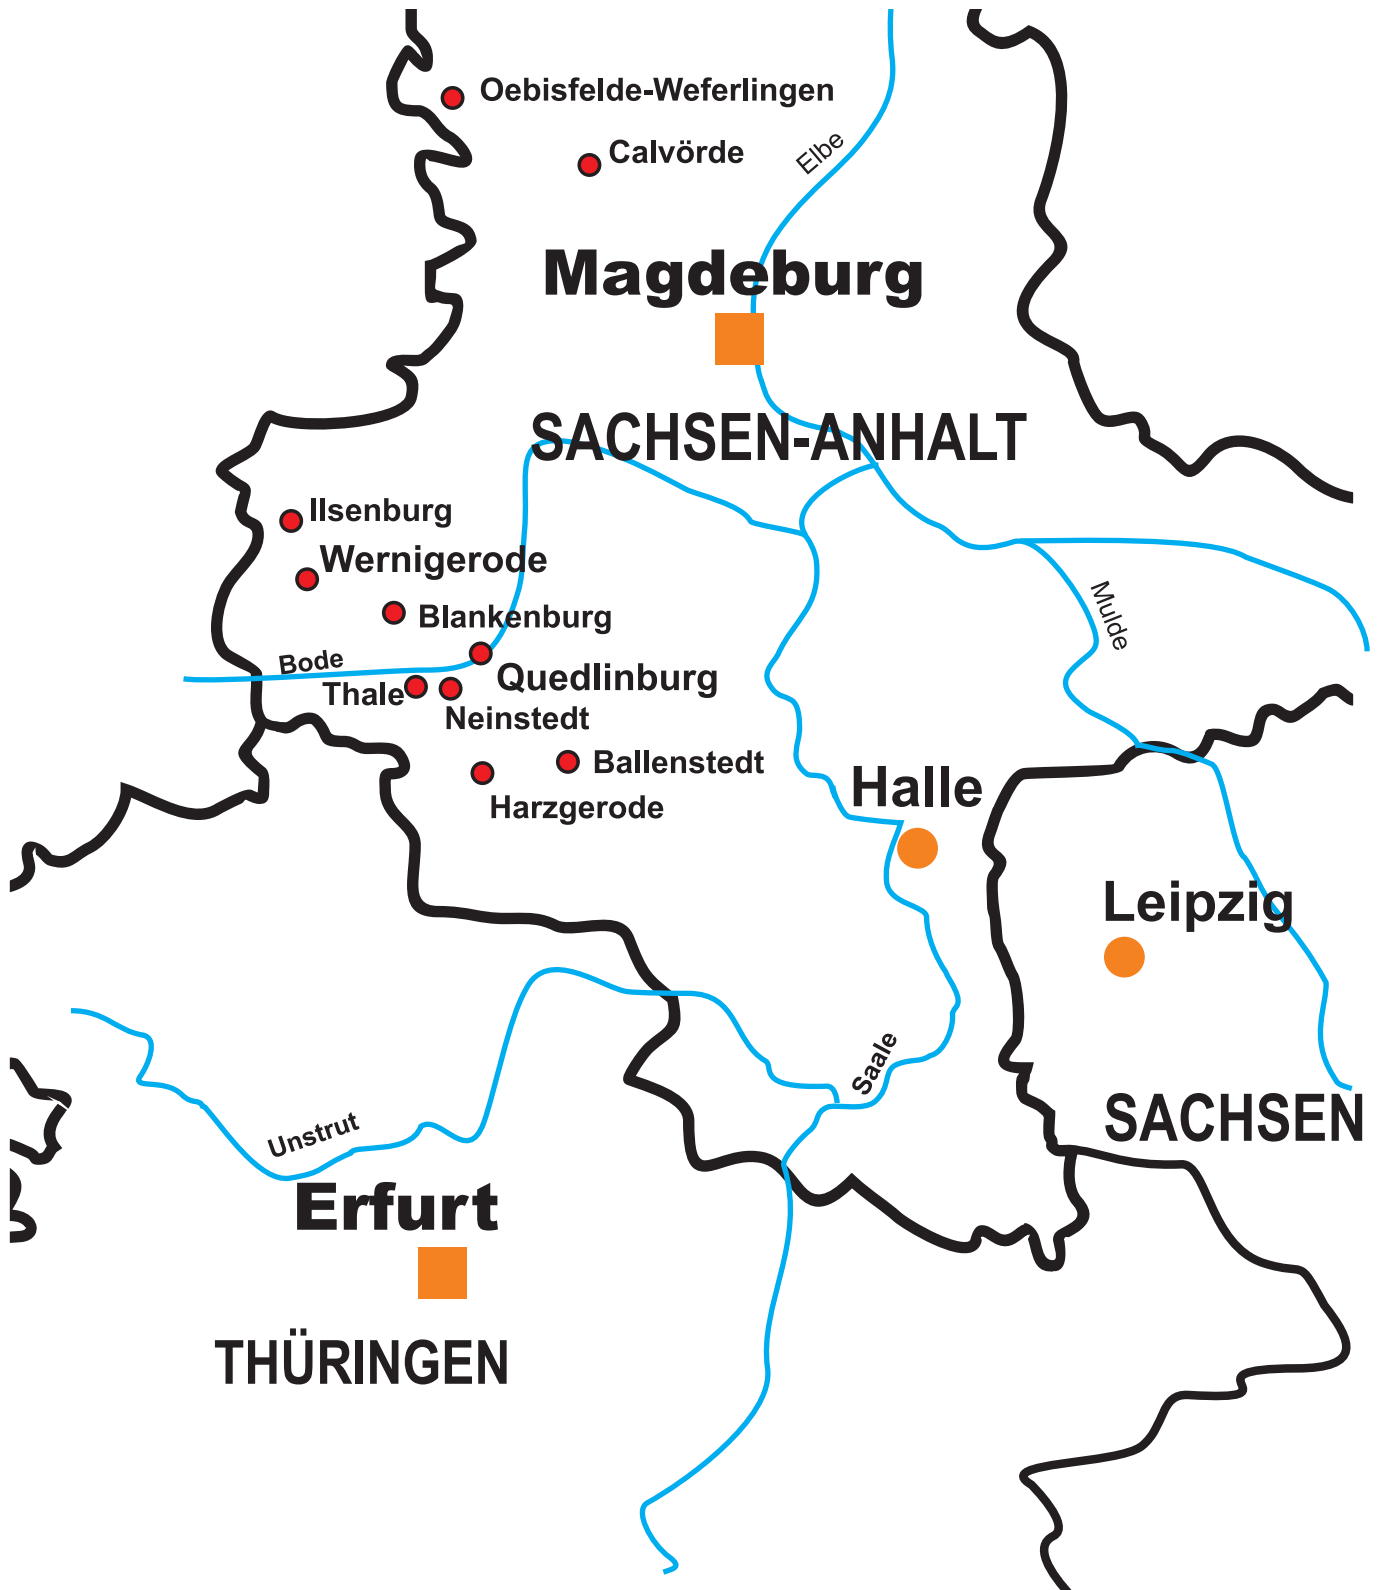 Oebisfelde-Weferlingen
Calvörde
Elbe
Magdeburg
SACHSEN-ANHALT
Ilsenburg
Wernigerode
Mulde
Blankenburg
Bode
Quedlinburg
Thale
Neinstedt
Ballenstedt
Harzgerode
Halle
Leipzig
Saale
SACHSEN
Unstrut
Erfurt
THÜRINGEN